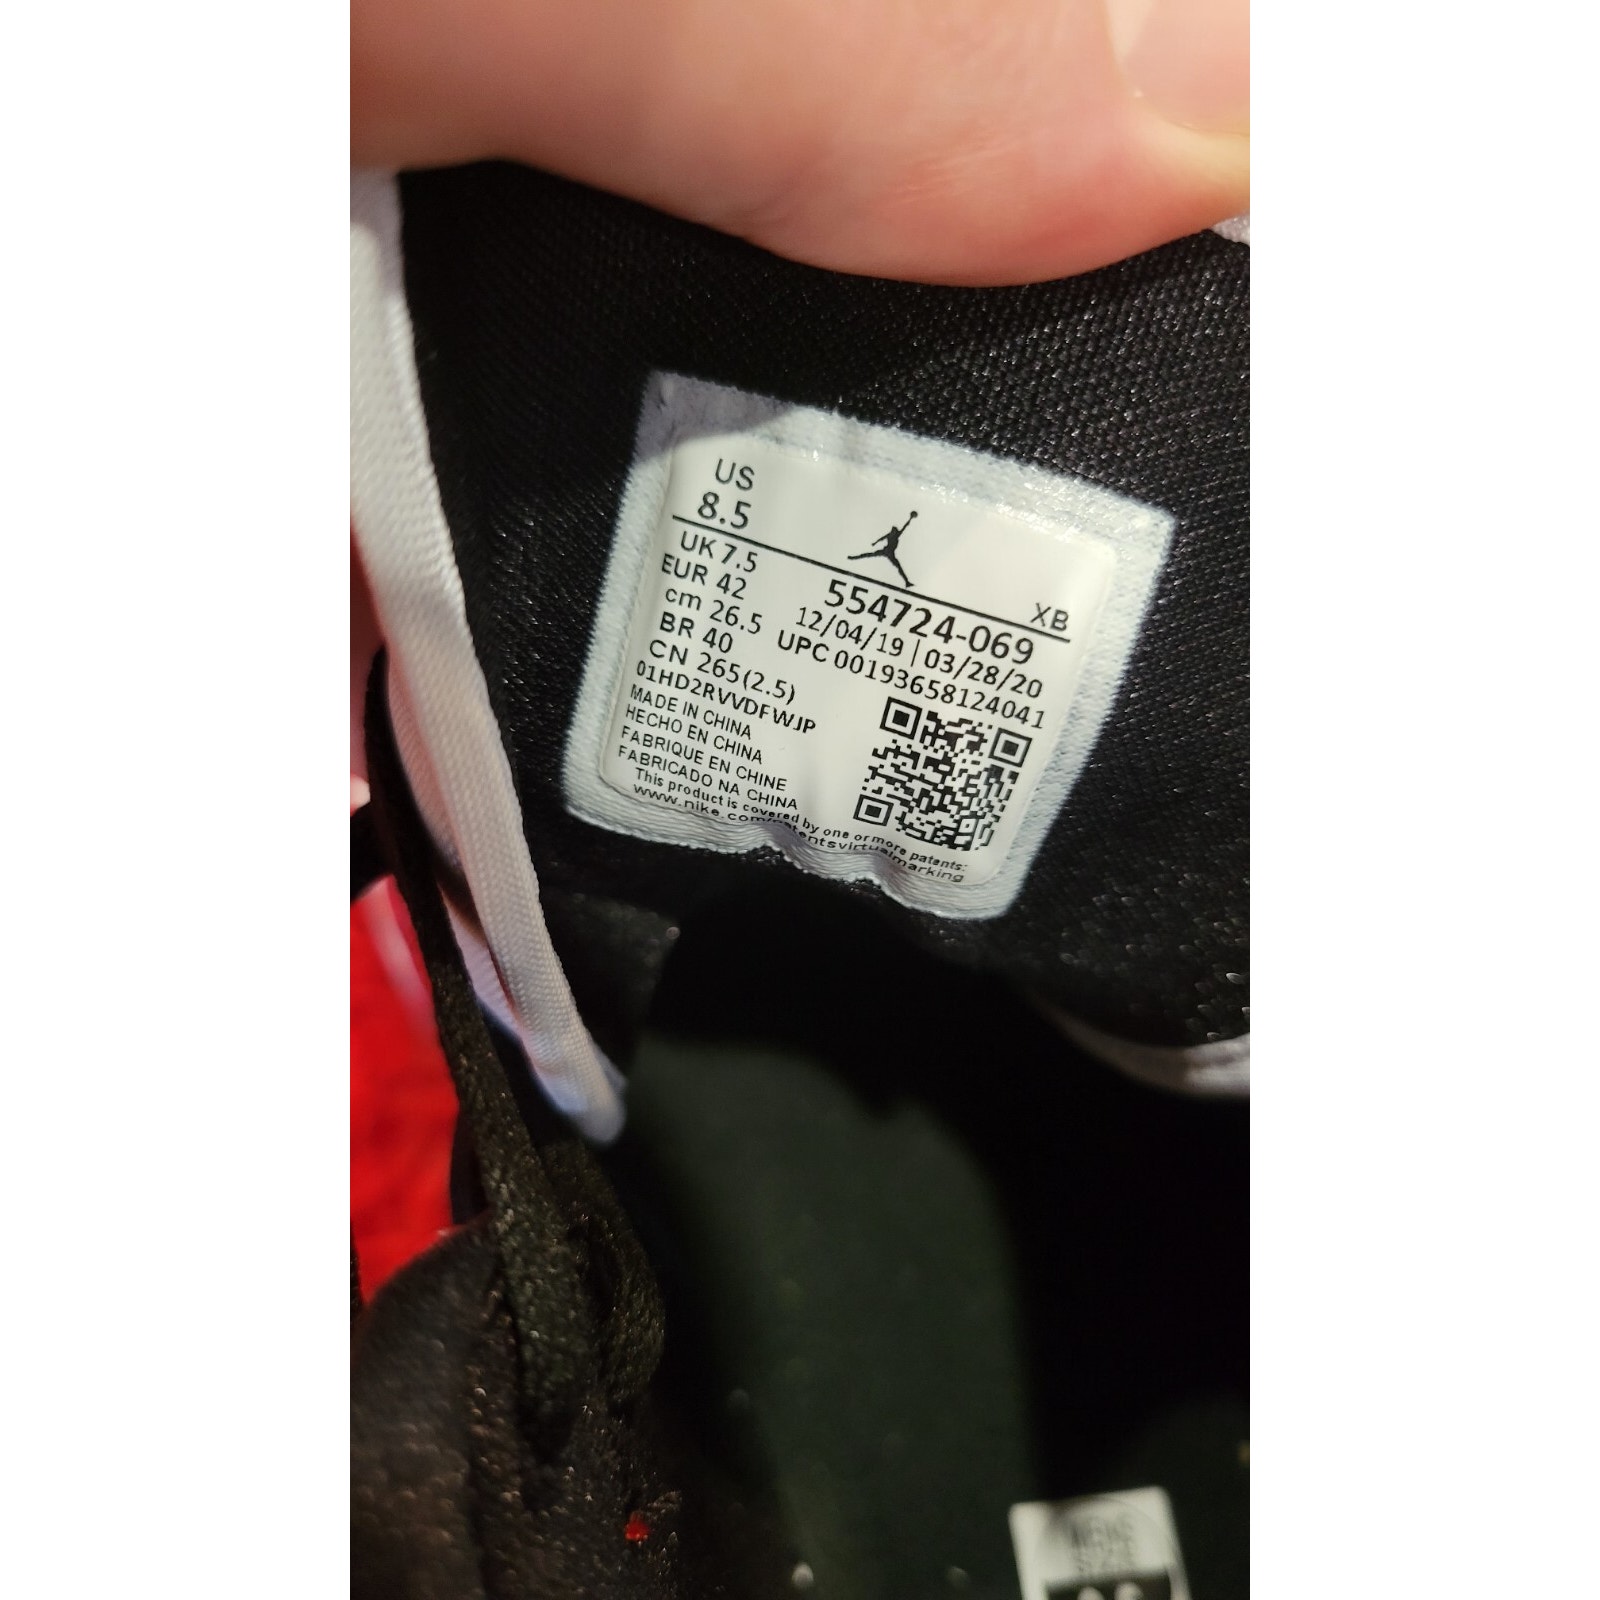 US
8.5
XB
UK 7.5
EUR 42
cm 26.5
BR 40
CN 265(2.5)
554724-069
12/04/19 | 03/28/20
UPC 00193658124041
01HD2RVVDFWJP
MADE IN CHINA
HECHO EN CHINA
FABRIQUE EN CHINE
FABRICADO NA CHINA
This product is covered by one or more patents:
www.nike.com/patentsvirtualmarking